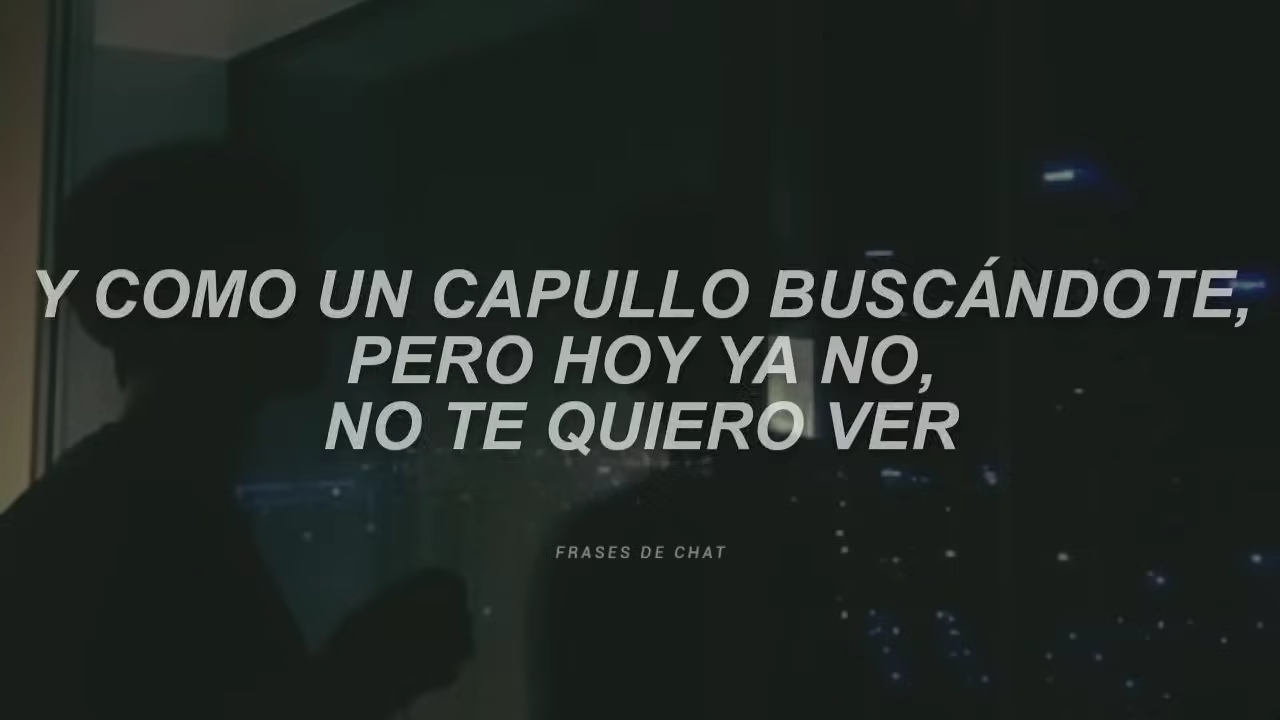 Y COMO UN CAPULLO BUSCÁNDOTE,
PERO HOY YA NO,
NO TE QUIERO VER
FRASES DE CHAT